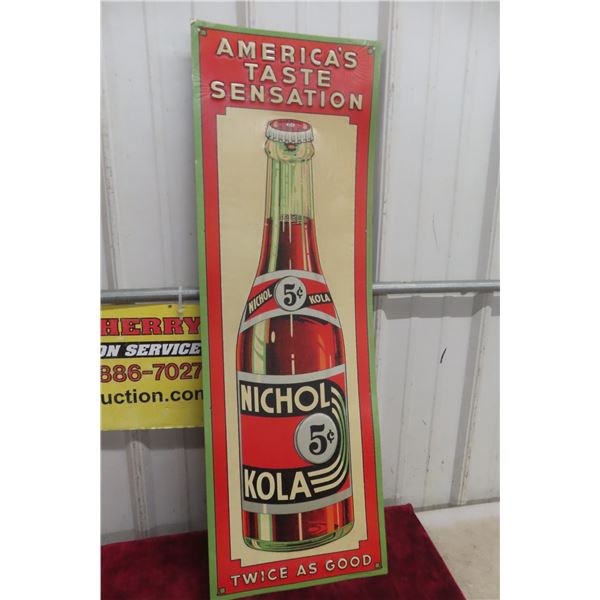 AMERICA'S
TASTE
SENSATION
NICHOL 5¢ KOLA
NICHOL
5¢
KOLA
TWICE AS GOOD
HERRY
ON SERVICE
886-7027
uction.com